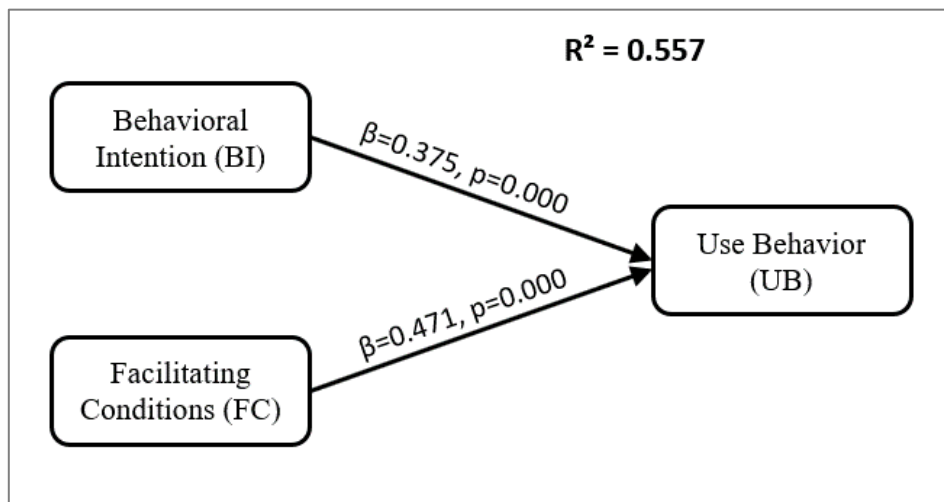 R² = 0.557
Behavioral
Intention (BI)
β=0.375, p=0.000
Use Behavior
(UB)
β=0.471, p=0.000
Facilitating
Conditions (FC)